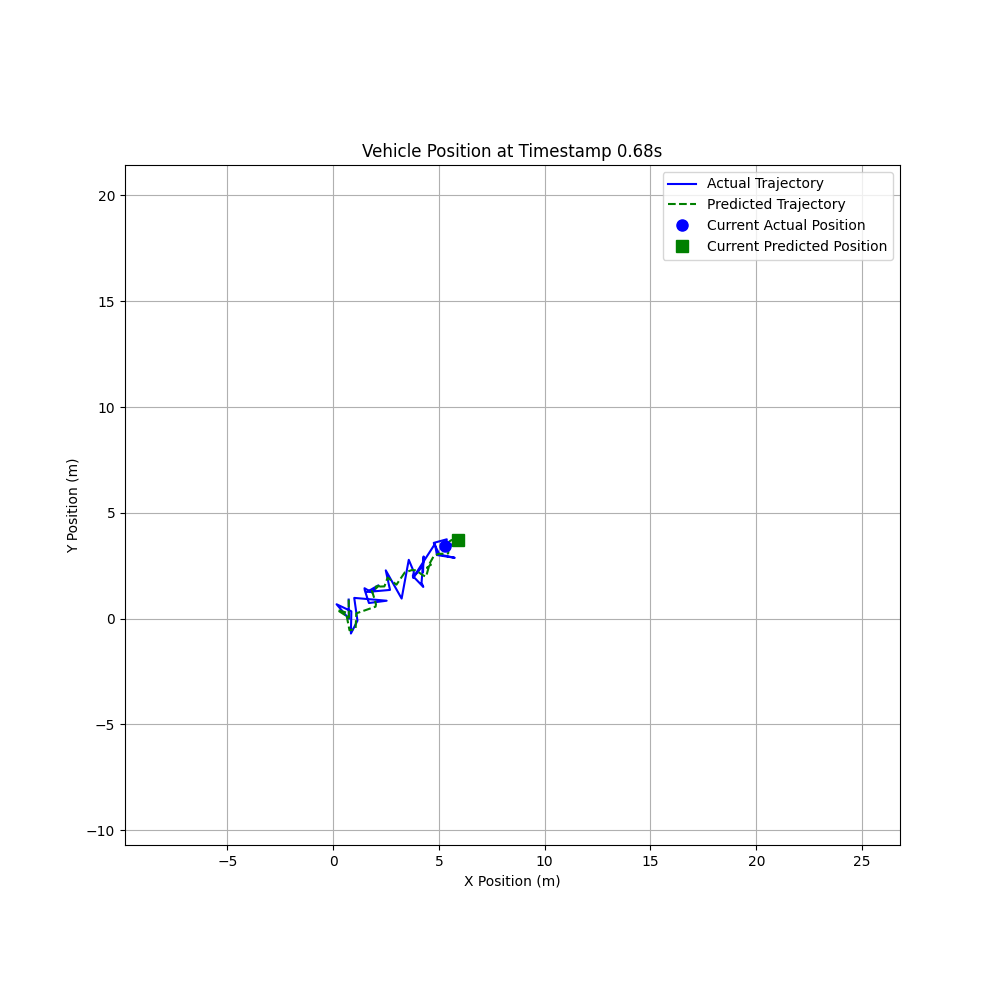 Vehicle Position at Timestamp 0.68s
Actual Trajectory
Predicted Trajectory
Current Actual Position
Current Predicted Position
20
15
10
5
0
−5
−10
Y Position (m)
−5 0 5 10 15 20 25
X Position (m)